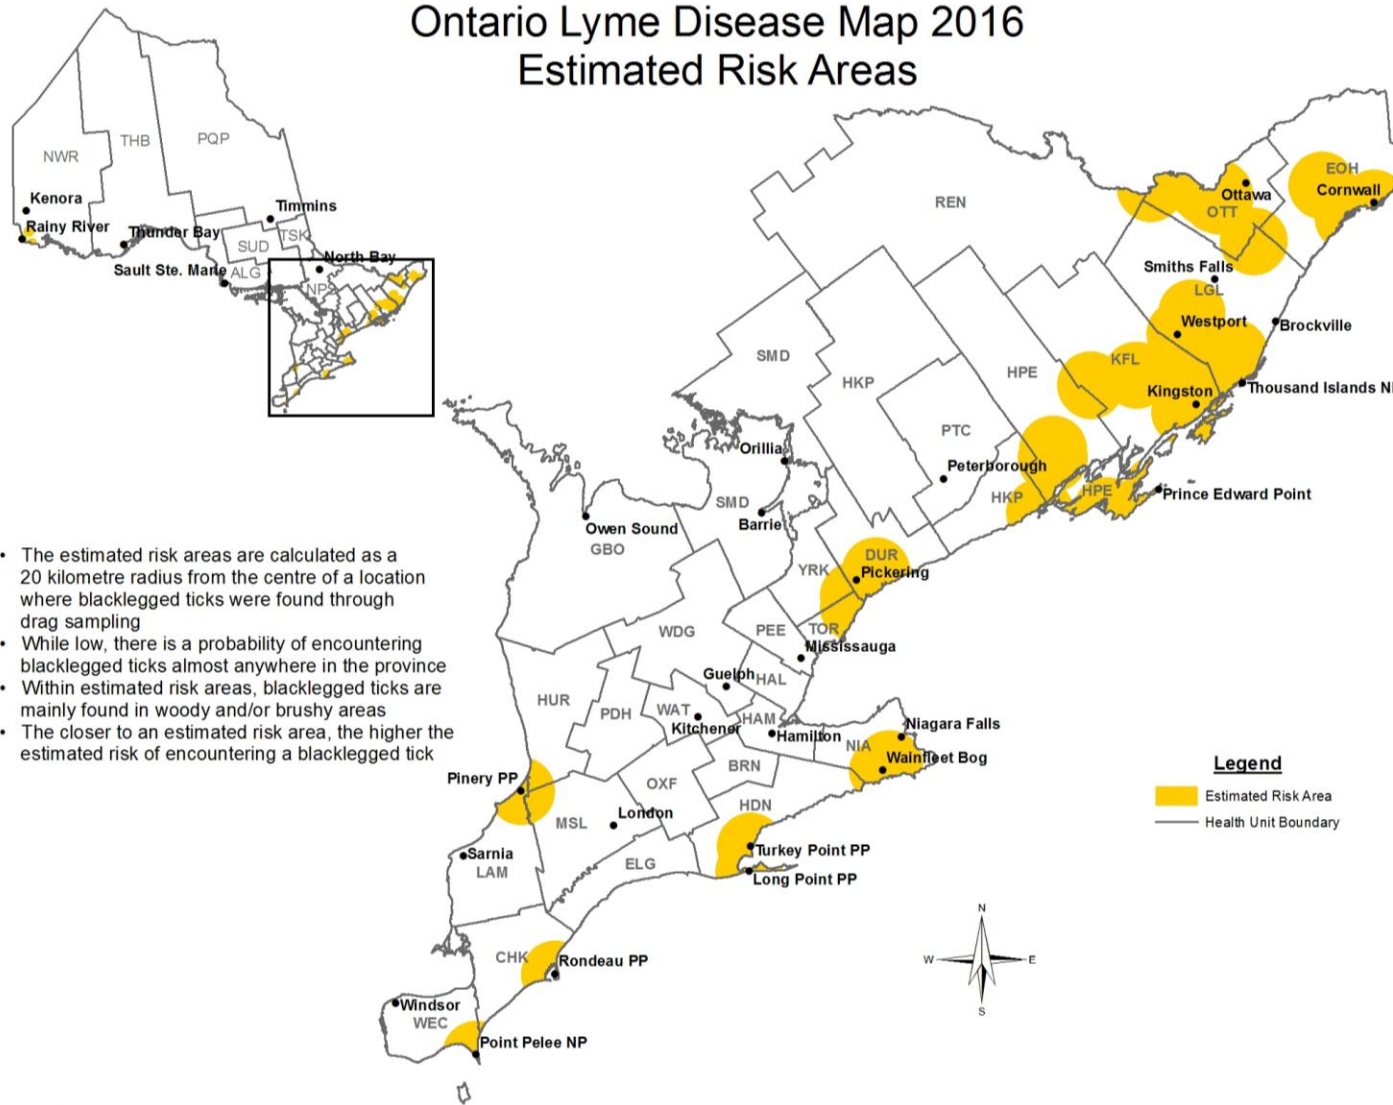 Ontario Lyme Disease Map 2016
Estimated Risk Areas
NWR
THB
PQP
Kenora
Rainy River
Thunder Bay
Timmins
SUD
TSK
Sault Ste. Marie
ALG
North Bay
NPS
REN
EOH
Cornwall
Ottawa
OTT
Smiths Falls
LGL
Westport
Brockville
SMD
HKP
HPE
KFL
Kingston
Thousand Islands
PTC
Peterborough
Orillia
SMD
Barrie
HKP
HPE
Prince Edward Point
Owen Sound
GBO
DUR
YRK
Pickering
• The estimated risk areas are calculated as a
20 kilometre radius from the centre of a location
where blacklegged ticks were found through
drag sampling
• While low, there is a probability of encountering
blacklegged ticks almost anywhere in the province
• Within estimated risk areas, blacklegged ticks are
mainly found in woody and/or brushy areas
• The closer to an estimated risk area, the higher the
estimated risk of encountering a blacklegged tick
WDG
PEE
TOR
Mississauga
Guelph
HAL
HUR
PDH
WAT
Kitchener
HAM
Hamilton
Niagara Falls
NIA
Wainfleet Bog
Pinery PP
OXF
BRN
HDN
MSL
London
Turkey Point PP
Long Point PP
Sarnia
LAM
ELG
CHK
Rondeau PP
Windsor
WEC
Point Pelee NP
Legend
Estimated Risk Area
Health Unit Boundary
N
W
E
S